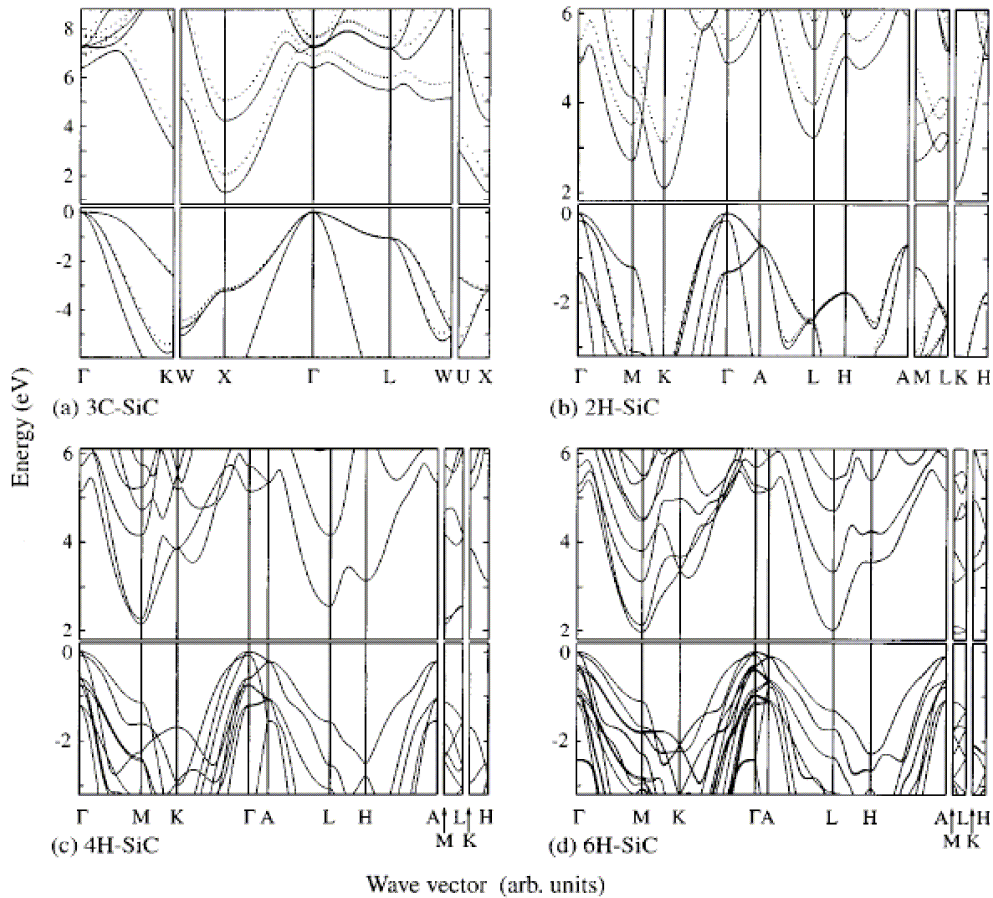 8
6
4
2
0
-2
-4
Γ K W X Γ L W U X
(a) 3C-SiC
6
4
2
0
-2
Γ M K Γ A L H A M L K H
(b) 2H-SiC
Energy (eV)
6
4
2
0
-2
Γ M K Γ A L H A L H
M K
(c) 4H-SiC
6
4
2
0
-2
Γ M K Γ A L H A L H
M K
(d) 6H-SiC
Wave vector (arb. units)